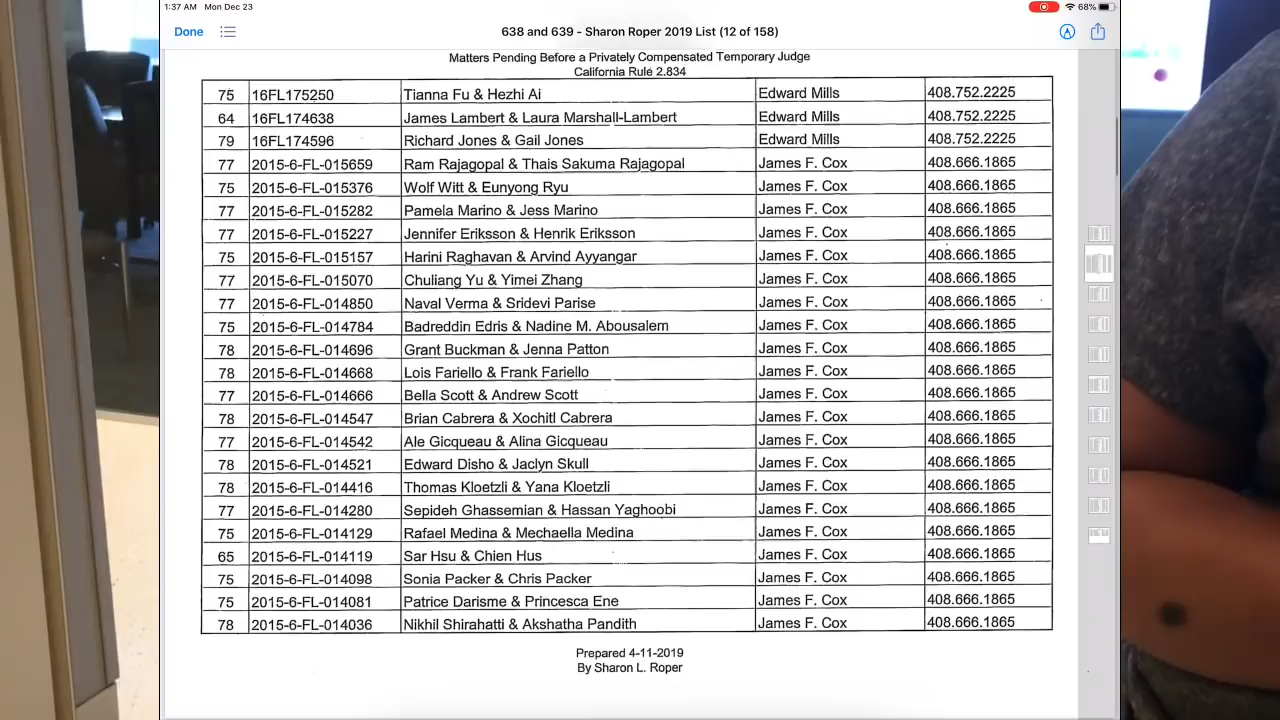 1:37 AM Mon Dec 23 68%
Done 638 and 639 - Sharon Roper 2019 List (12 of 158)
Matters Pending Before a Privately Compensated Temporary Judge
California Rule 2.834
75 16FL175250 Tianna Fu & Hezhi Ai Edward Mills 408.752.2225
64 16FL174638 James Lambert & Laura Marshall-Lambert Edward Mills 408.752.2225
79 16FL174596 Richard Jones & Gail Jones Edward Mills 408.752.2225
77 2015-6-FL-015659 Ram Rajagopal & Thais Sakuma Rajagopal James F. Cox 408.666.1865
75 2015-6-FL-015376 Wolf Witt & Eunyong Ryu James F. Cox 408.666.1865
77 2015-6-FL-015282 Pamela Marino & Jess Marino James F. Cox 408.666.1865
77 2015-6-FL-015227 Jennifer Eriksson & Henrik Eriksson James F. Cox 408.666.1865
75 2015-6-FL-015157 Harini Raghavan & Arvind Ayyangar James F. Cox 408.666.1865
77 2015-6-FL-015070 Chuliang Yu & Yimei Zhang James F. Cox 408.666.1865
77 2015-6-FL-014850 Naval Verma & Sridevi Parise James F. Cox 408.666.1865
75 2015-6-FL-014784 Badreddin Edris & Nadine M. Abousalem James F. Cox 408.666.1865
78 2015-6-FL-014696 Grant Buckman & Jenna Patton James F. Cox 408.666.1865
78 2015-6-FL-014668 Lois Fariello & Frank Fariello James F. Cox 408.666.1865
77 2015-6-FL-014666 Bella Scott & Andrew Scott James F. Cox 408.666.1865
78 2015-6-FL-014547 Brian Cabrera & Xochitl Cabrera James F. Cox 408.666.1865
77 2015-6-FL-014542 Ale Gicqueau & Alina Gicqueau James F. Cox 408.666.1865
78 2015-6-FL-014521 Edward Disho & Jaclyn Skull James F. Cox 408.666.1865
78 2015-6-FL-014416 Thomas Kloetzli & Yana Kloetzli James F. Cox 408.666.1865
77 2015-6-FL-014280 Sepideh Ghassemian & Hassan Yaghoobi James F. Cox 408.666.1865
75 2015-6-FL-014129 Rafael Medina & Mechaella Medina James F. Cox 408.666.1865
65 2015-6-FL-014119 Sar Hsu & Chien Hus James F. Cox 408.666.1865
75 2015-6-FL-014098 Sonia Packer & Chris Packer James F. Cox 408.666.1865
75 2015-6-FL-014081 Patrice Darisme & Princesca Ene James F. Cox 408.666.1865
78 2015-6-FL-014036 Nikhil Shirahatti & Akshatha Pandith James F. Cox 408.666.1865
Prepared 4-11-2019
By Sharon L. Roper